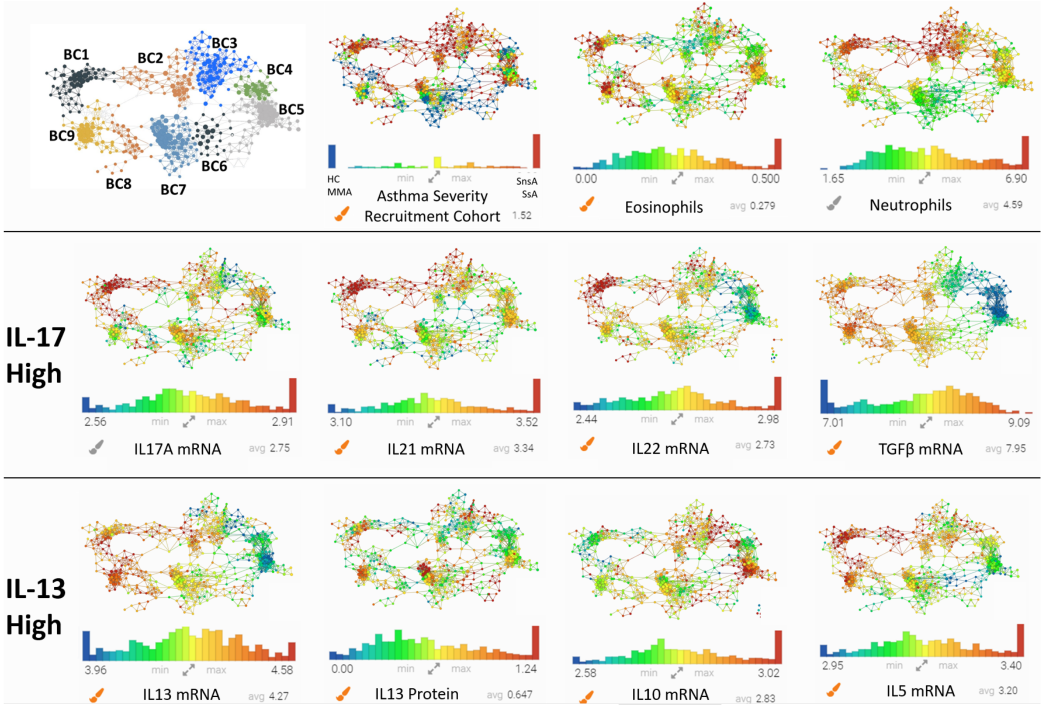 BC1
BC2
BC3
BC4
BC5
BC6
BC7
BC8
BC9
HC
MMA
min max
SnsA
SsA
Asthma Severity
Recruitment Cohort 1.52
0.00 min max 0.500
Eosinophils avg 0.279
1.65 min max 6.90
Neutrophils avg 4.59
IL-17
High
2.56 min max 2.91
IL17A mRNA avg 2.75
3.10 min max 3.52
IL21 mRNA avg 3.34
2.44 min max 2.98
IL22 mRNA avg 2.73
7.01 min max 9.09
TGFβ mRNA avg 7.95
IL-13
High
3.96 min max 4.58
IL13 mRNA avg 4.27
0.00 min max 1.24
IL13 Protein avg 0.647
2.58 min max 3.02
IL10 mRNA avg 2.83
2.95 min max 3.40
IL5 mRNA avg 3.20